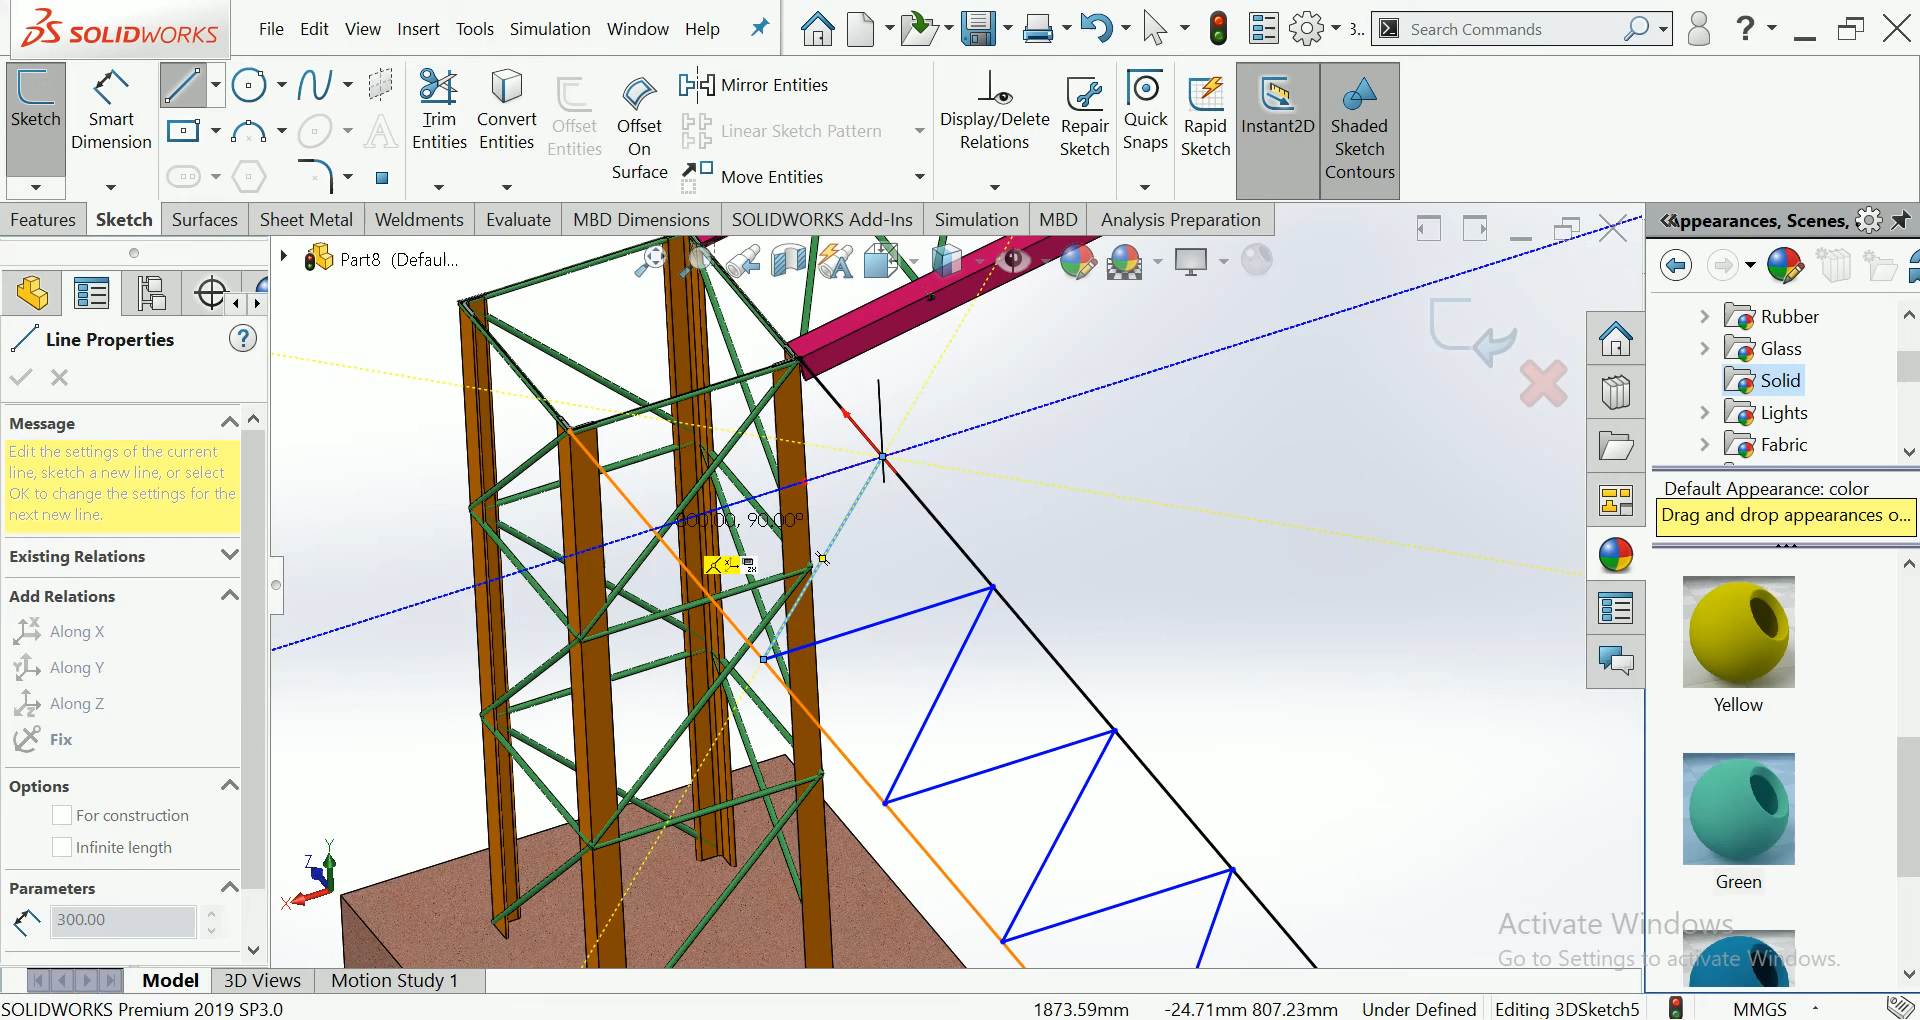 SOLIDWORKS
File Edit View Insert Tools Simulation Window Help
3..
Search Commands
?
Sketch
Smart
Dimension
Trim
Entities
Convert
Entities
Offset
Entities
Offset
On
Surface
Mirror Entities
Linear Sketch Pattern
Move Entities
Display/Delete
Relations
Repair
Sketch
Quick
Snaps
Rapid
Sketch
Instant2D
Shaded
Sketch
Contours
Features Sketch Surfaces Sheet Metal Weldments Evaluate MBD Dimensions SOLIDWORKS Add-Ins Simulation MBD Analysis Preparation
Appearances, Scenes,
Part8 (Defaul...
Line Properties
?
Message
Edit the settings of the current
line, sketch a new line, or select
OK to change the settings for the
next new line.
Existing Relations
Add Relations
Along X
Along Y
Along Z
Fix
Options
For construction
Infinite length
Parameters
300.00
300.00, 90.00°
Y
Z
X
Rubber
Glass
Solid
Lights
Fabric
Default Appearance: color
Drag and drop appearances o...
Yellow
Green
Activate Windows
Go to Settings to activate Windows.
Model 3D Views Motion Study 1
SOLIDWORKS Premium 2019 SP3.0
1873.59mm -24.71mm 807.23mm Under Defined Editing 3DSketch5 MMGS